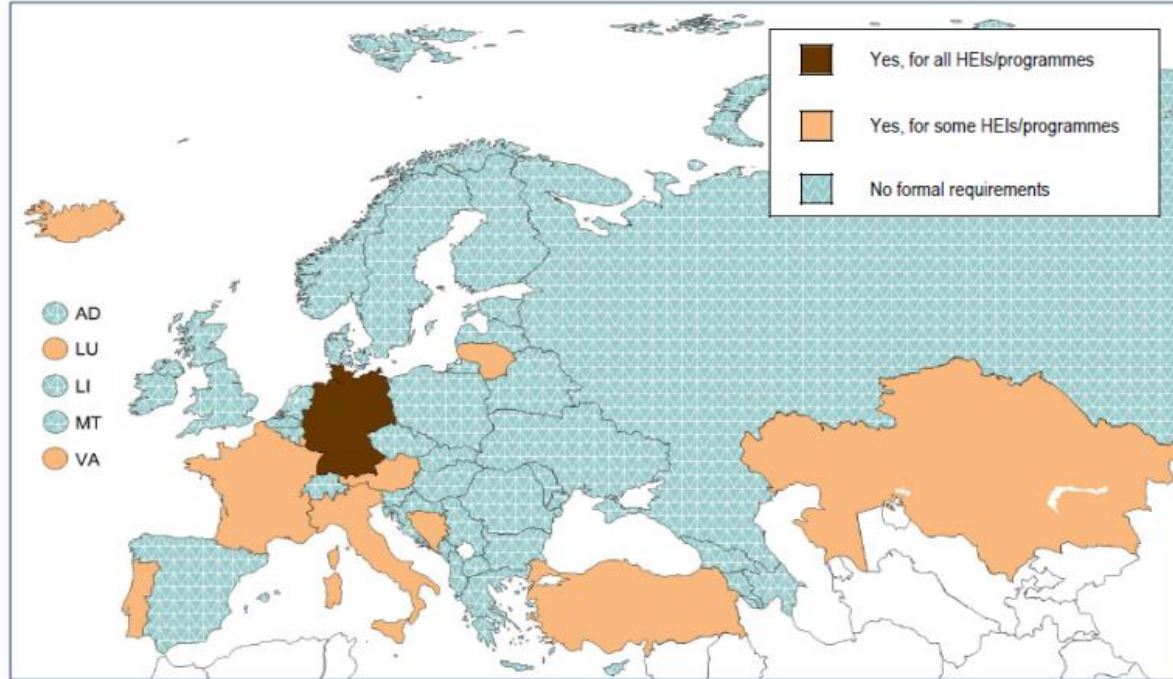 Yes, for all HEIs/programmes
Yes, for some HEIs/programmes
No formal requirements
AD
LU
LI
MT
VA